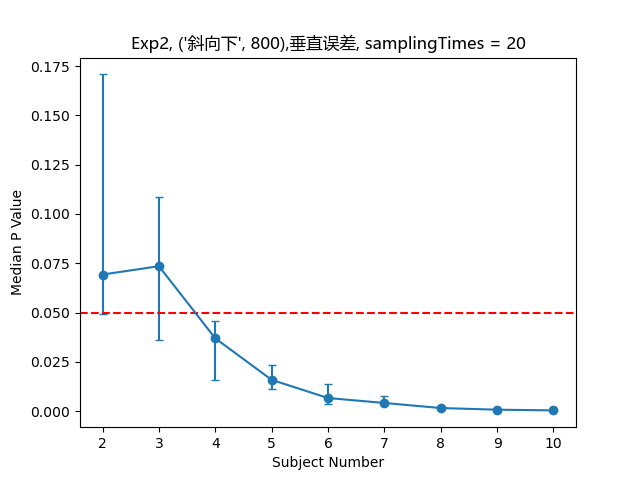 Exp2, ('斜向下', 800),垂直误差, samplingTimes = 20
0.175
0.150
0.125
0.100
0.075
0.050
0.025
0.000
Median P Value
2 3 4 5 6 7 8 9 10
Subject Number